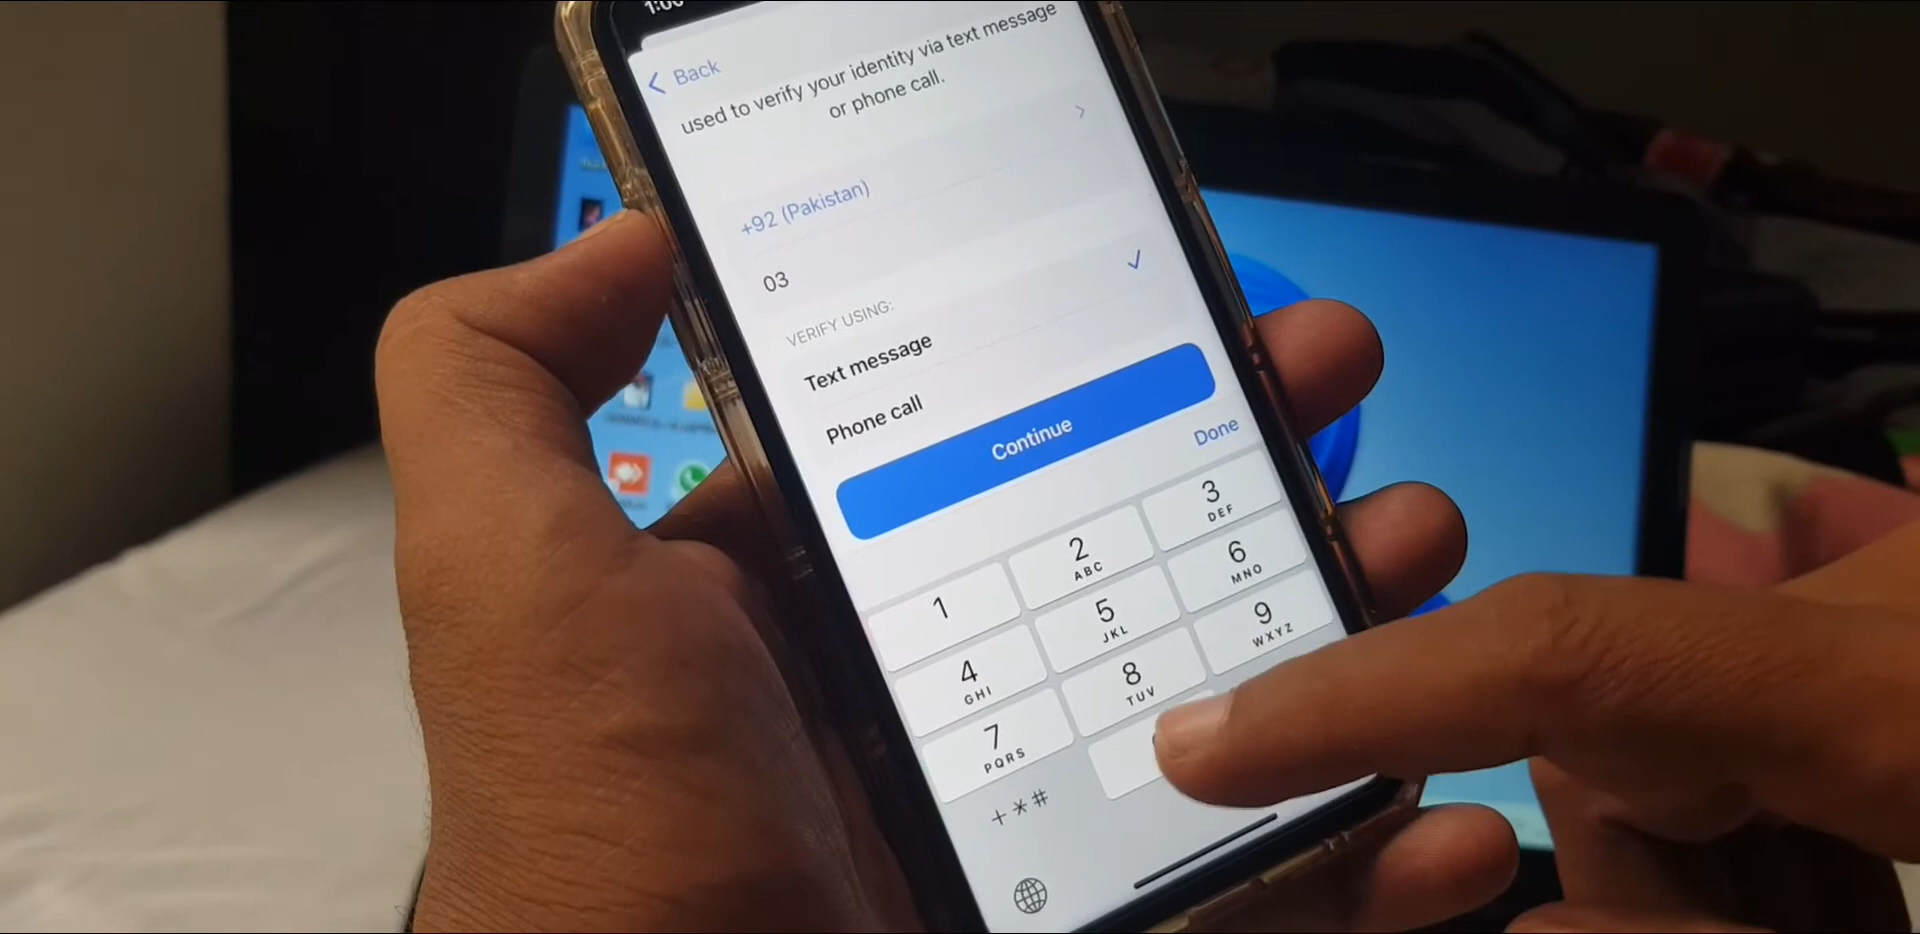 Back
used to verify your identity via text message
or phone call.
+92 (Pakistan)
03
VERIFY USING:
Text message
Phone call
Continue
Done
1
2
ABC
3
DEF
4
GHI
5
JKL
6
MNO
7
PQRS
8
TUV
9
WXYZ
+*#